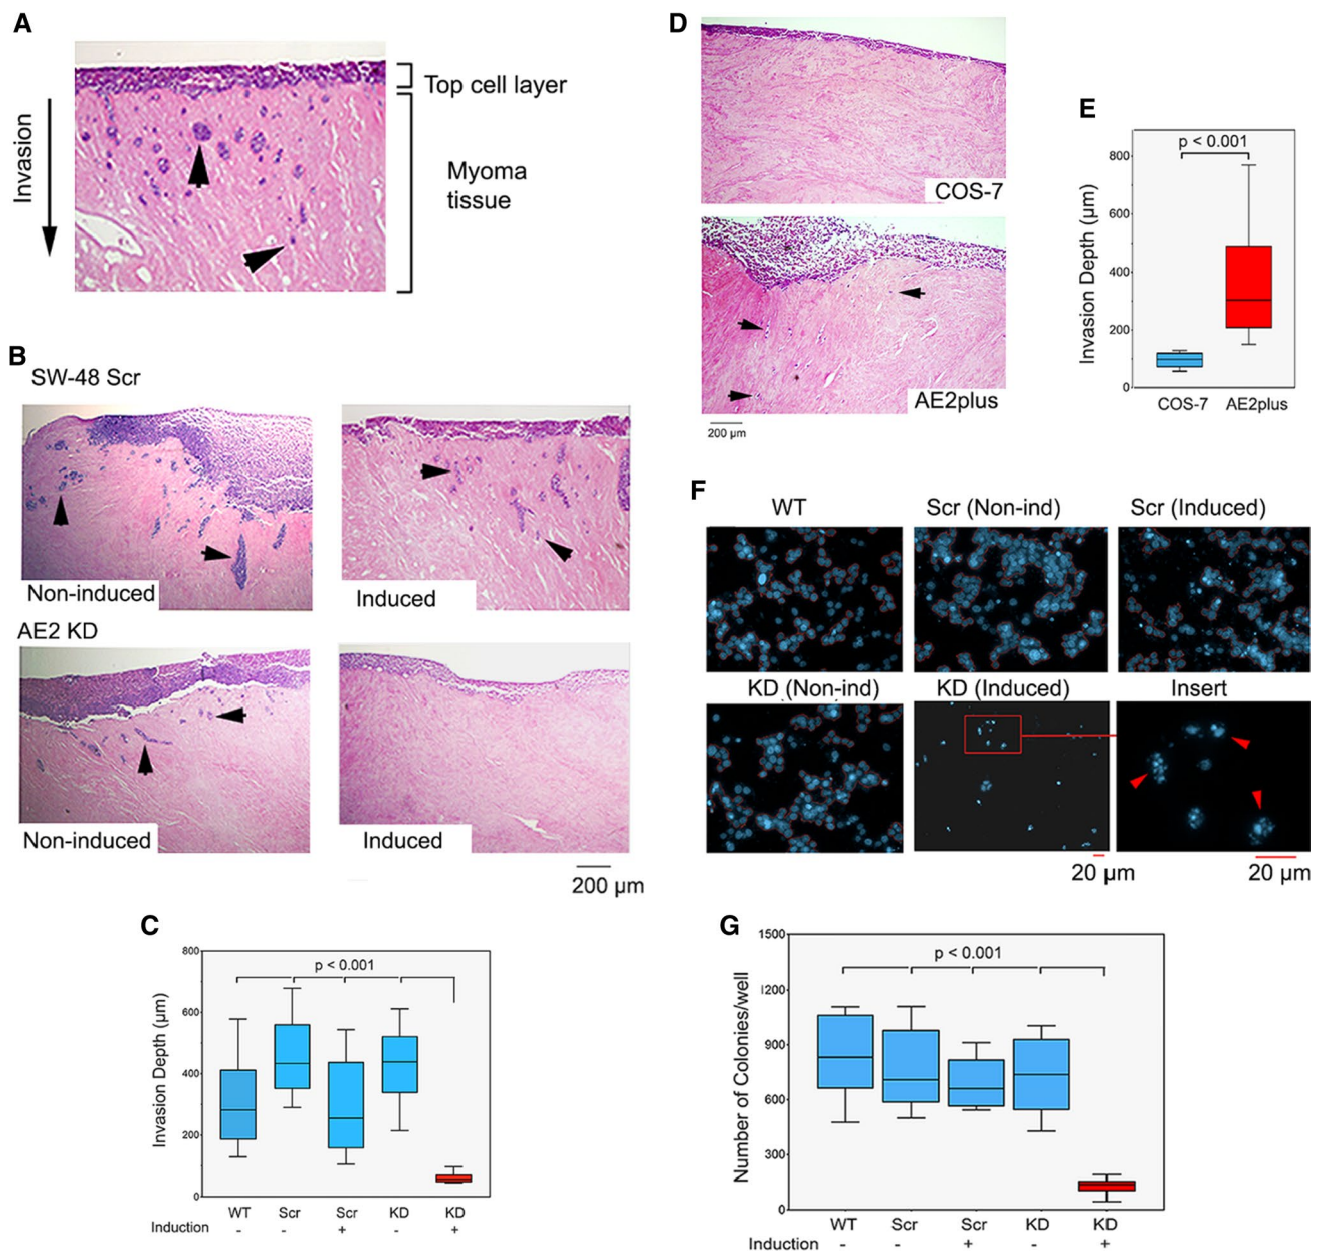 A
Invasion
Top cell layer
Myoma
tissue
B
SW-48 Scr
Non-induced
Induced
AE2 KD
Non-induced
Induced
200 µm
C
800
600
400
200
0
Invasion Depth (µm)
p < 0.001
WT Scr Scr KD KD
Induction - - + - +
D
COS-7
AE2plus
200 µm
E
800
600
400
200
0
Invasion Depth (µm)
p < 0.001
COS-7 AE2plus
F
WT Scr (Non-ind) Scr (Induced)
KD (Non-ind) KD (Induced) Insert
20 µm 20 µm
G
1500
1200
900
600
300
0
Number of Colonies/well
p < 0.001
WT Scr Scr KD KD
Induction - - + - +